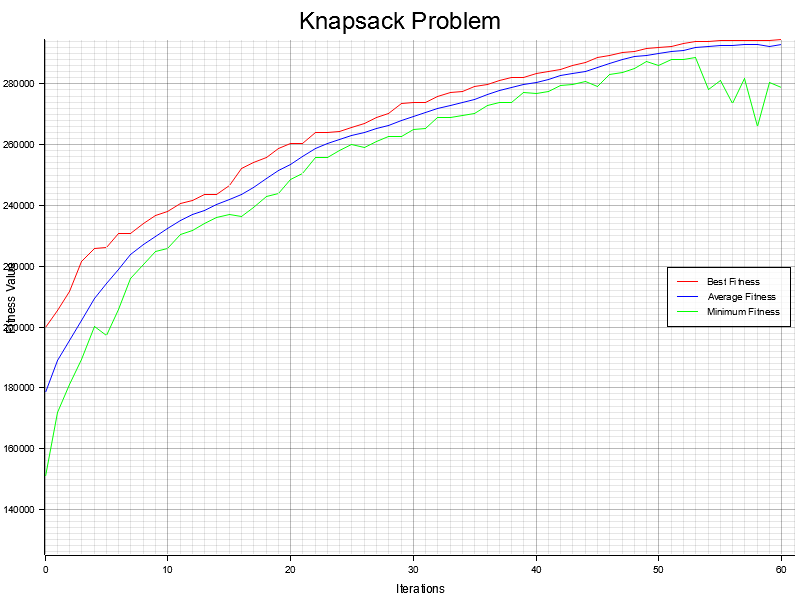 Knapsack Problem
280000
260000
240000
220000
Fitness Value
200000
180000
160000
140000
Best Fitness
Average Fitness
Minimum Fitness
0
10
20
30
40
50
60
Iterations